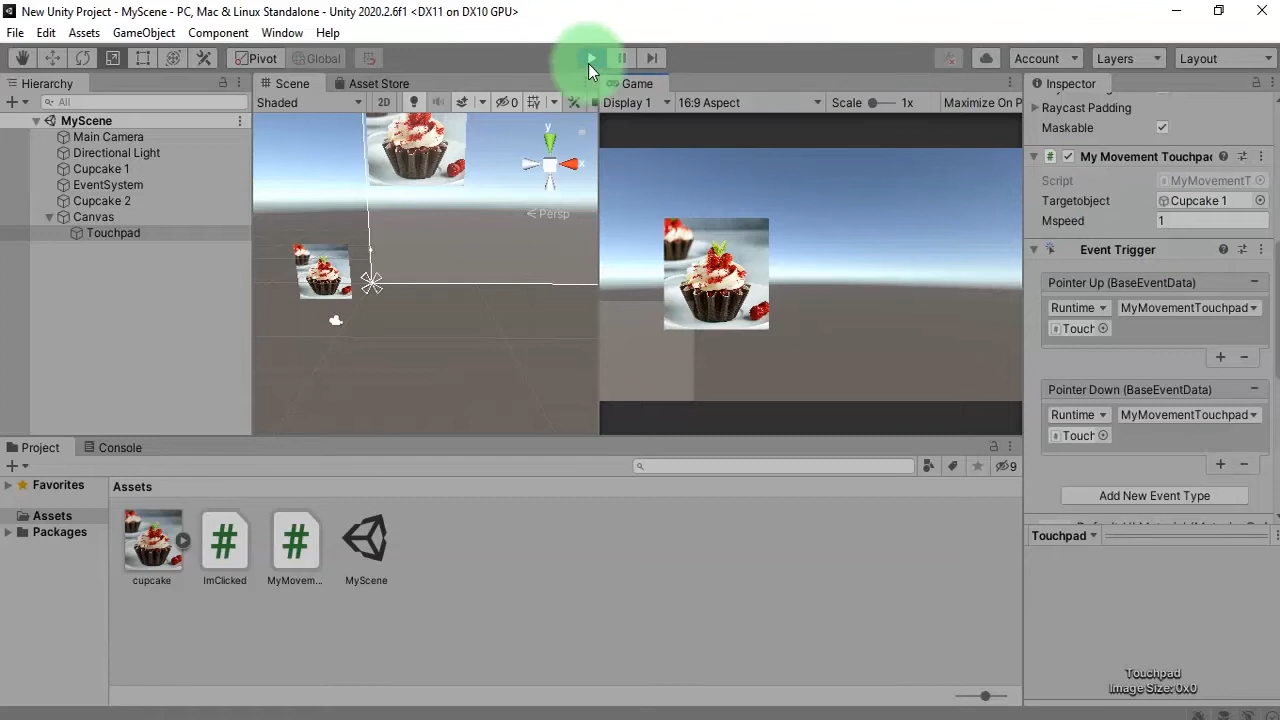 New Unity Project - MyScene - PC, Mac & Linux Standalone - Unity 2020.2.6f1 <DX11 on DX10 GPU>
File Edit Assets GameObject Component Window Help
Pivot Global Account Layers Layout
Hierarchy
All
MyScene
Main Camera
Directional Light
Cupcake 1
EventSystem
Cupcake 2
Canvas
Touchpad
Scene Asset Store
Shaded 2D 0
y
x
Persp
Game
Display 1 16:9 Aspect Scale 1x Maximize On P
Inspector
Raycast Padding
Maskable
# My Movement Touchpad
Script MyMovementT
Targetobject Cupcake 1
Mspeed 1
Event Trigger
Pointer Up (BaseEventData)
Runtime MyMovementTouchpad
Touch
Pointer Down (BaseEventData)
Runtime MyMovementTouchpad
Touch
Add New Event Type
Touchpad
Touchpad
Image Size: 0x0
Project Console
9
Favorites
Assets
Packages
Assets
cupcake
# ImClicked
# MyMovem...
MyScene